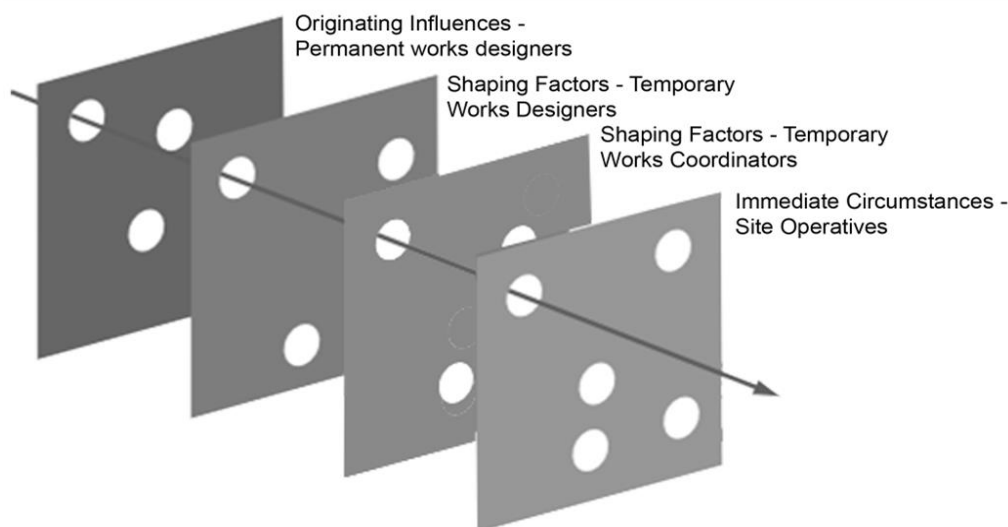 Originating Influences -
Permanent works designers
Shaping Factors - Temporary
Works Designers
Shaping Factors - Temporary
Works Coordinators
Immediate Circumstances -
Site Operatives